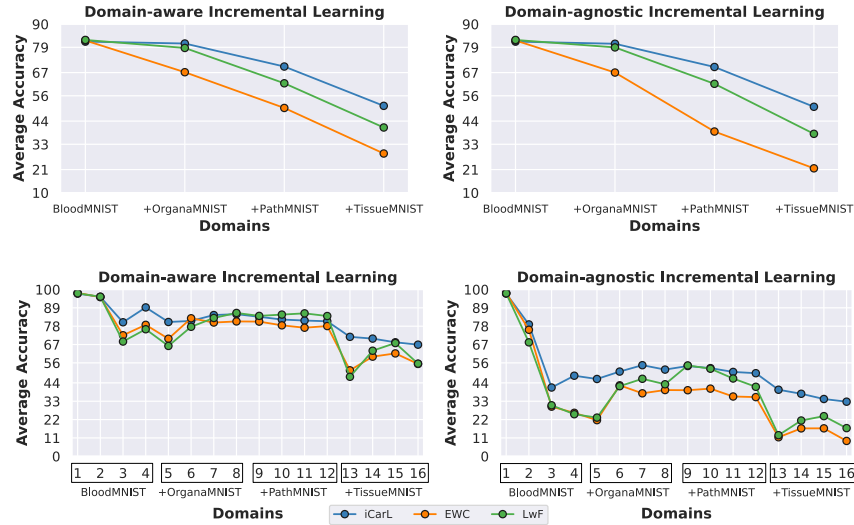 Domain-aware Incremental Learning
90
79
67
56
44
33
21
10
Average Accuracy
BloodMNIST +OrganaMNIST +PathMNIST +TissueMNIST
Domains
Domain-agnostic Incremental Learning
90
79
67
56
44
33
21
10
Average Accuracy
BloodMNIST +OrganaMNIST +PathMNIST +TissueMNIST
Domains
Domain-aware Incremental Learning
100
89
78
68
56
44
33
22
11
0
Average Accuracy
1 2 3 4 5 6 7 8 9 10 11 12 13 14 15 16
BloodMNIST +OrganaMNIST +PathMNIST +TissueMNIST
Domains
Domain-agnostic Incremental Learning
100
89
78
68
56
44
33
22
11
0
Average Accuracy
1 2 3 4 5 6 7 8 9 10 11 12 13 14 15 16
BloodMNIST +OrganaMNIST +PathMNIST +TissueMNIST
Domains
iCarL EWC LwF